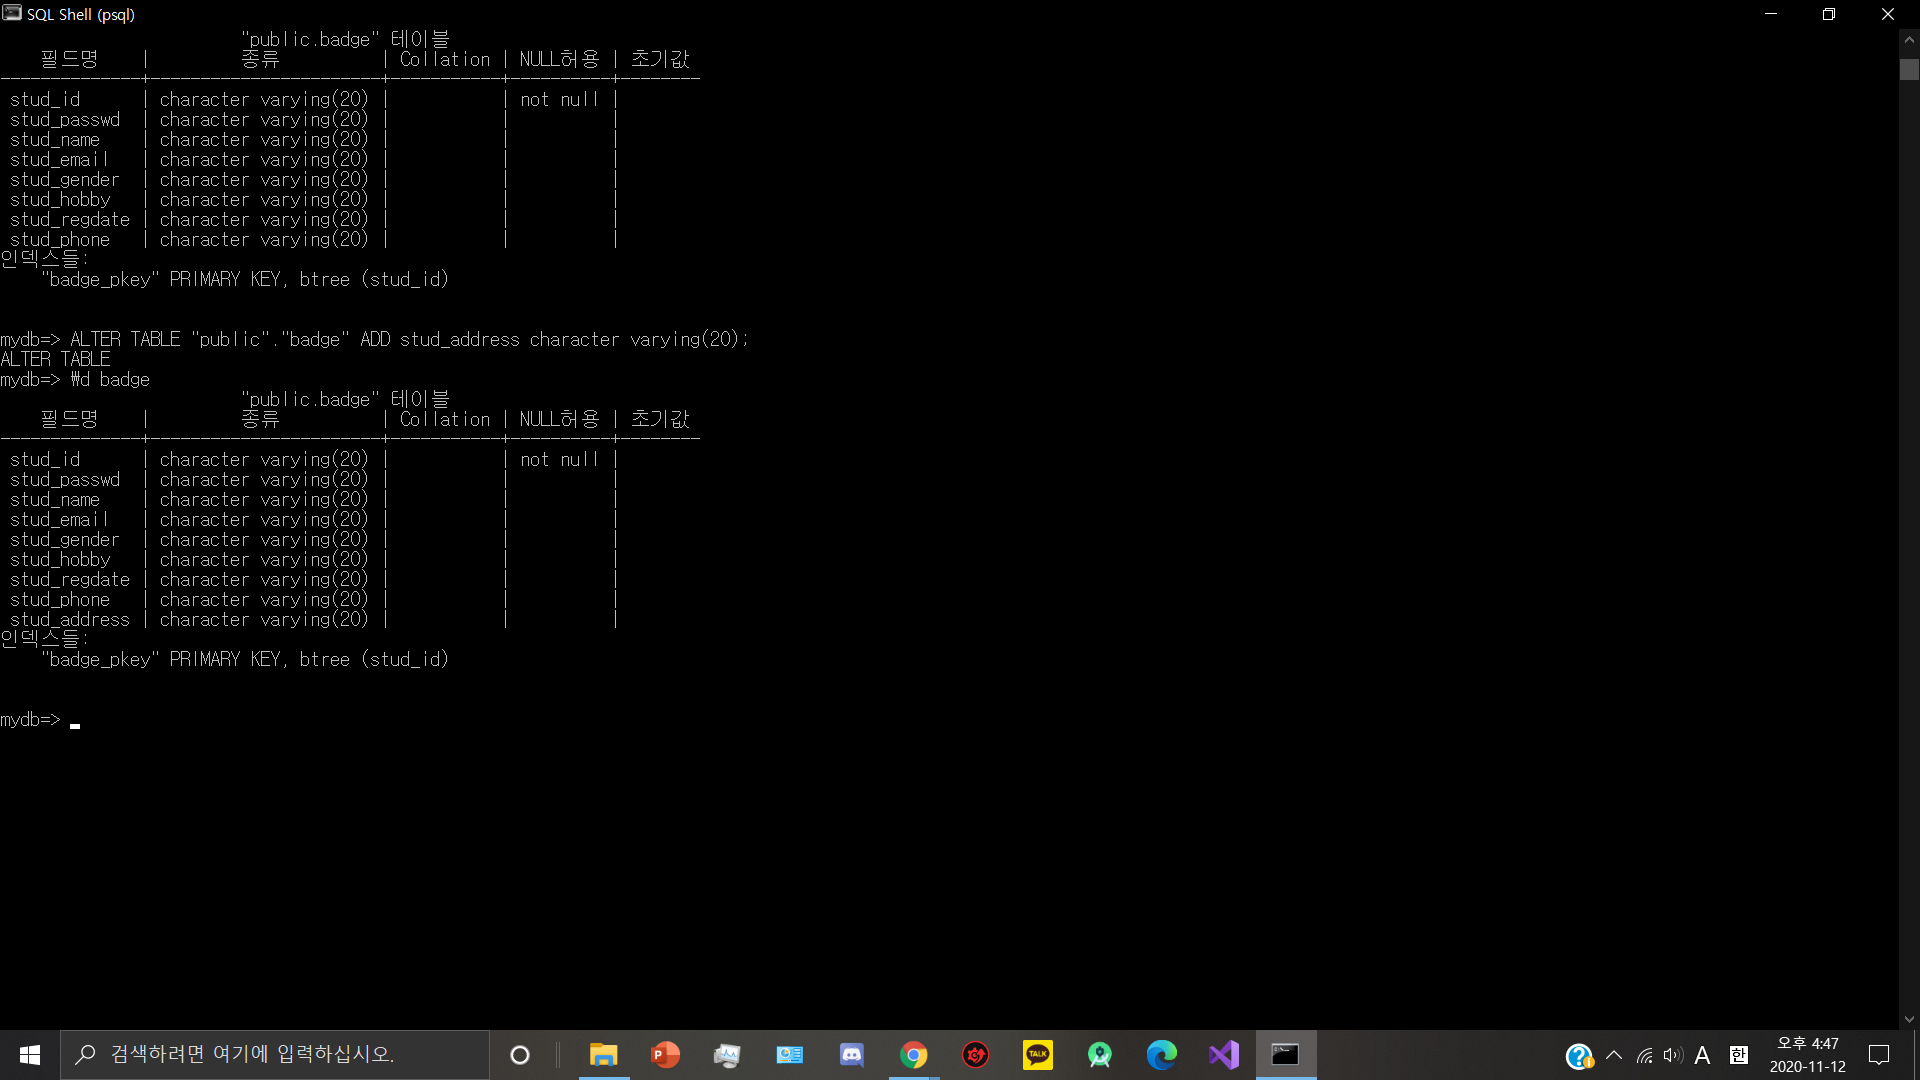 SQL Shell (psql)
"public.badge" 테이블
필드명 | 종류 | Collation | NULL허용 | 초기값
--------------+-----------------------+-----------+----------+--------
stud_id | character varying(20) | | not null |
stud_passwd | character varying(20) | | |
stud_name | character varying(20) | | |
stud_email | character varying(20) | | |
stud_gender | character varying(20) | | |
stud_hobby | character varying(20) | | |
stud_regdate | character varying(20) | | |
stud_phone | character varying(20) | | |
인덱스들:
"badge_pkey" PRIMARY KEY, btree (stud_id)
mydb=> ALTER TABLE "public"."badge" ADD stud_address character varying(20);
ALTER TABLE
mydb=> ₩d badge
"public.badge" 테이블
필드명 | 종류 | Collation | NULL허용 | 초기값
--------------+-----------------------+-----------+----------+--------
stud_id | character varying(20) | | not null |
stud_passwd | character varying(20) | | |
stud_name | character varying(20) | | |
stud_email | character varying(20) | | |
stud_gender | character varying(20) | | |
stud_hobby | character varying(20) | | |
stud_regdate | character varying(20) | | |
stud_phone | character varying(20) | | |
stud_address | character varying(20) | | |
인덱스들:
"badge_pkey" PRIMARY KEY, btree (stud_id)
mydb=>
검색하려면 여기에 입력하십시오.
P
TALK
A
한
오후 4:47
2020-11-12